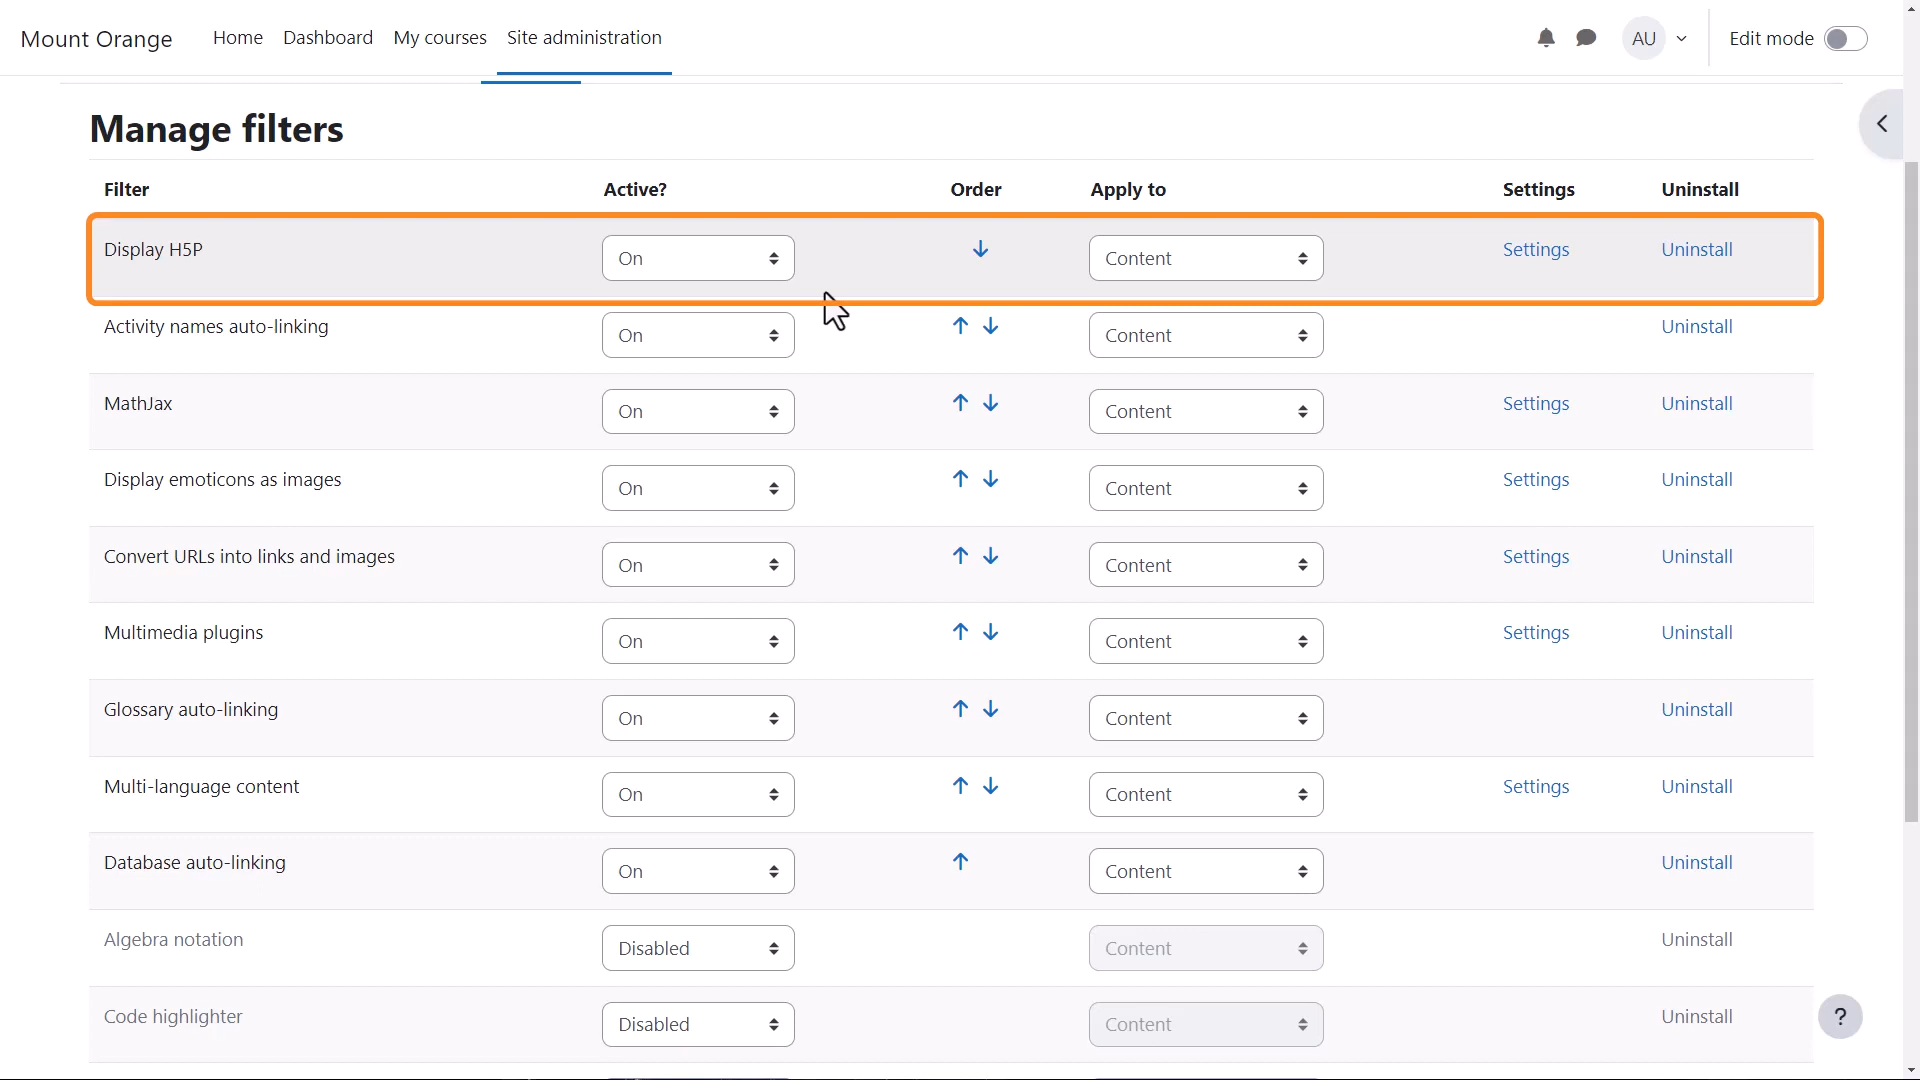 Mount Orange Home Dashboard My courses Site administration AU Edit mode
Manage filters
Filter Active? Order Apply to Settings Uninstall
Display H5P On Content Settings Uninstall
Activity names auto-linking On Content Uninstall
MathJax On Content Settings Uninstall
Display emoticons as images On Content Settings Uninstall
Convert URLs into links and images On Content Settings Uninstall
Multimedia plugins On Content Settings Uninstall
Glossary auto-linking On Content Uninstall
Multi-language content On Content Settings Uninstall
Database auto-linking On Content Uninstall
Algebra notation Disabled Content Uninstall
Code highlighter Disabled Content Uninstall
?